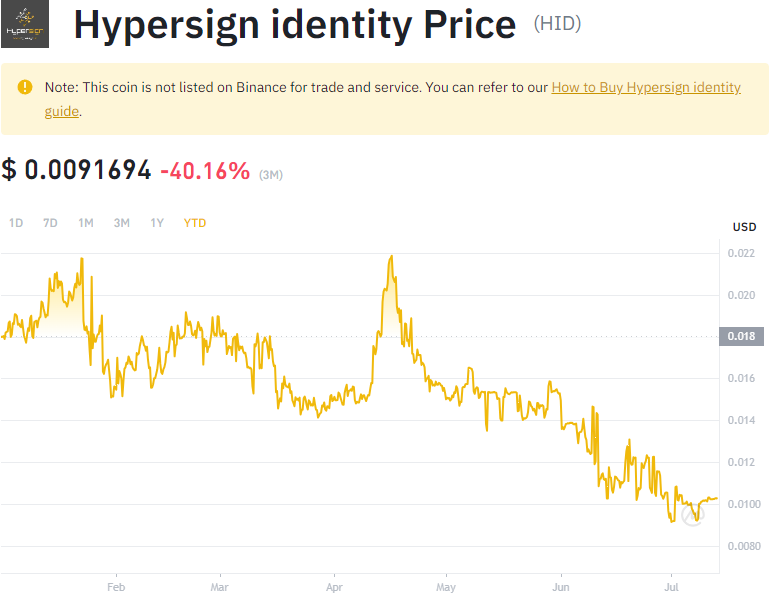 Hypersign
Hypersign identity Price (HID)
Note: This coin is not listed on Binance for trade and service. You can refer to our How to Buy Hypersign identity
guide.
$ 0.0091694 -40.16% (3M)
1D 7D 1M 3M 1Y YTD
USD
0.022
0.020
0.018
0.016
0.014
0.012
0.0100
0.0080
Feb Mar Apr May Jun Jul